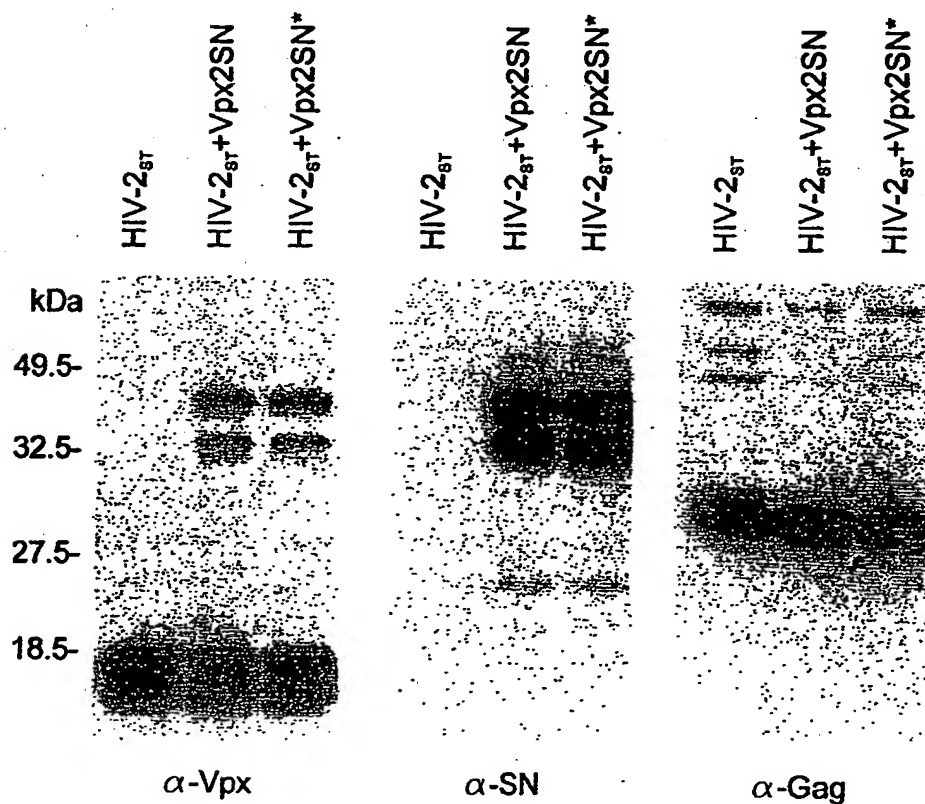 HIV-2ST
HIV-2ST+Vpx2SN
HIV-2ST+Vpx2SN*
HIV-2ST
HIV-2ST+Vpx2SN
HIV-2ST+Vpx2SN*
HIV-2ST
HIV-2ST+Vpx2SN
HIV-2ST+Vpx2SN*
kDa
49.5-
32.5-
27.5-
18.5-
α-Vpx
α-SN
α-Gag